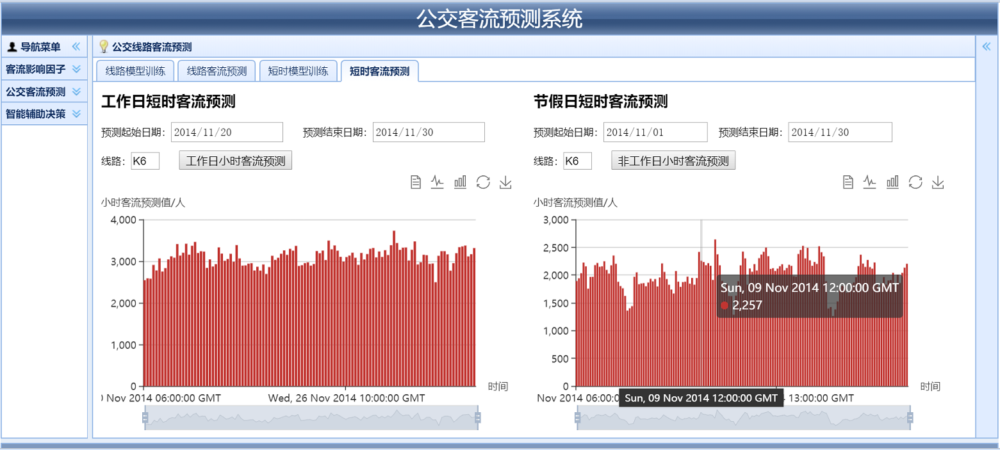 公交客流预测系统
导航菜单
客流影响因子
公交客流预测
智能辅助决策
公交线路客流预测
线路模型训练 线路客流预测 短时模型训练 短时客流预测
工作日短时客流预测
预测起始日期: 2014/11/20 预测结束日期: 2014/11/30
线路: K6 工作日小时客流预测
小时客流预测值/人
4,000
3,000
2,000
1,000
0
时间
Nov 2014 06:00:00 GMT Wed, 26 Nov 2014 10:00:00 GMT
节假日短时客流预测
预测起始日期: 2014/11/01 预测结束日期: 2014/11/30
线路: K6 非工作日小时客流预测
小时客流预测值/人
3,000
2,500
2,000
1,500
1,000
500
0
Sun, 09 Nov 2014 12:00:00 GMT
2,257
时间
Nov 2014 06:00:0 Sun, 09 Nov 2014 12:00:00 GMT 13:00:00 GMT